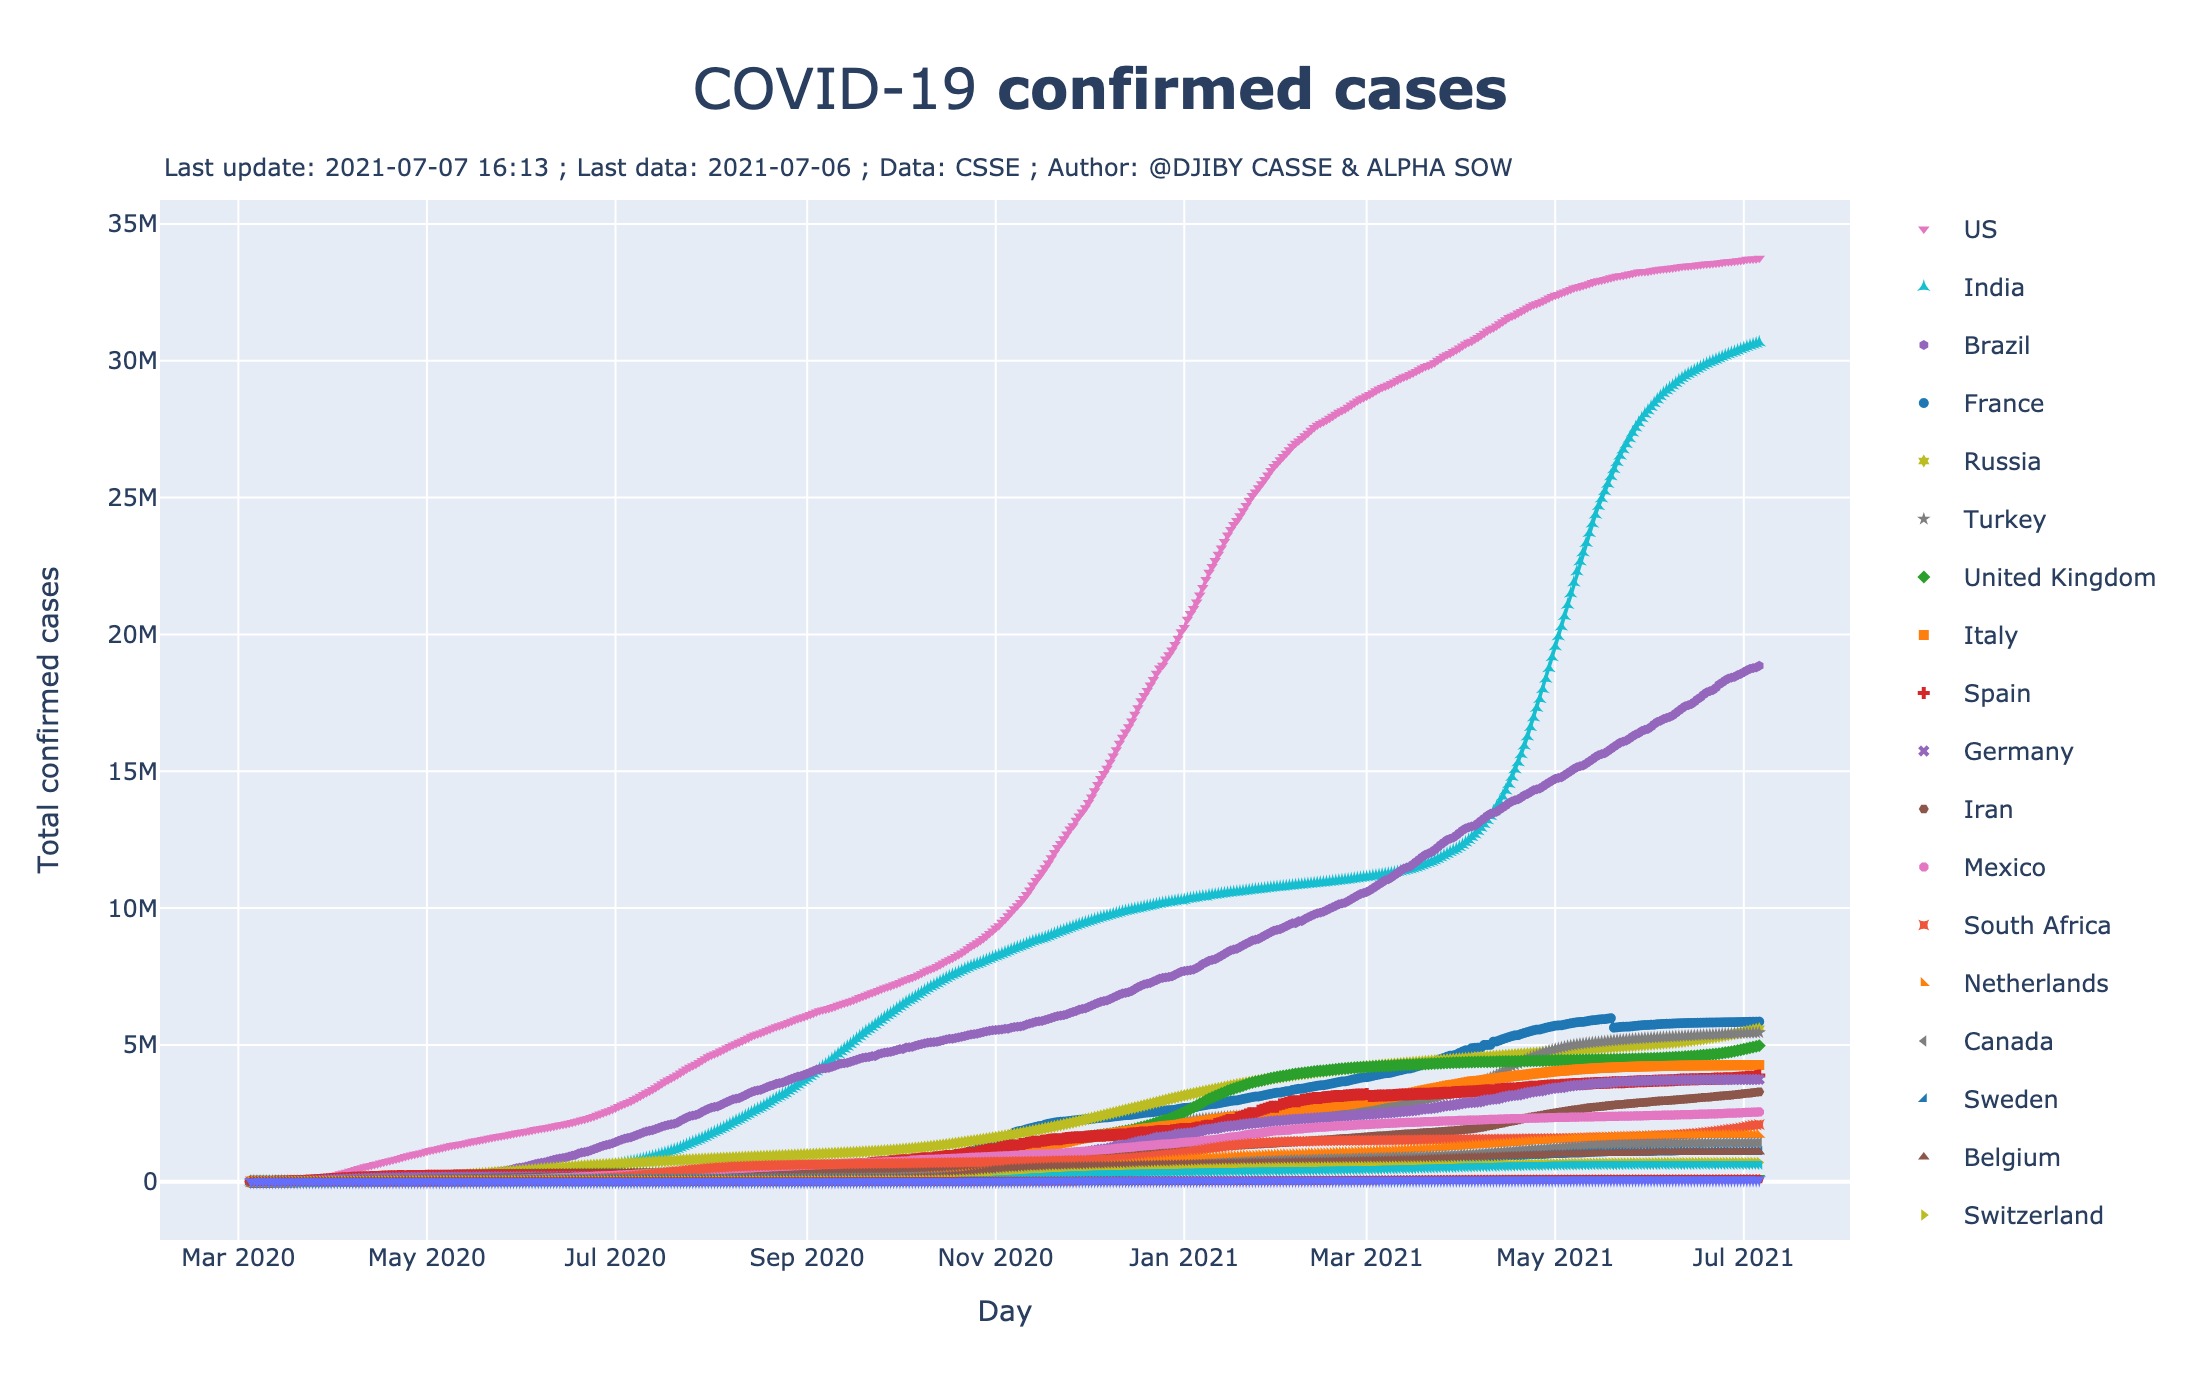 COVID-19 confirmed cases
Last update: 2021-07-07 16:13 ; Last data: 2021-07-06 ; Data: CSSE ; Author: @DJIBY CASSE & ALPHA SOW
Total confirmed cases
35M
30M
25M
20M
15M
10M
5M
0
Mar 2020 May 2020 Jul 2020 Sep 2020 Nov 2020 Jan 2021 Mar 2021 May 2021 Jul 2021
Day
US
India
Brazil
France
Russia
Turkey
United Kingdom
Italy
Spain
Germany
Iran
Mexico
South Africa
Netherlands
Canada
Sweden
Belgium
Switzerland